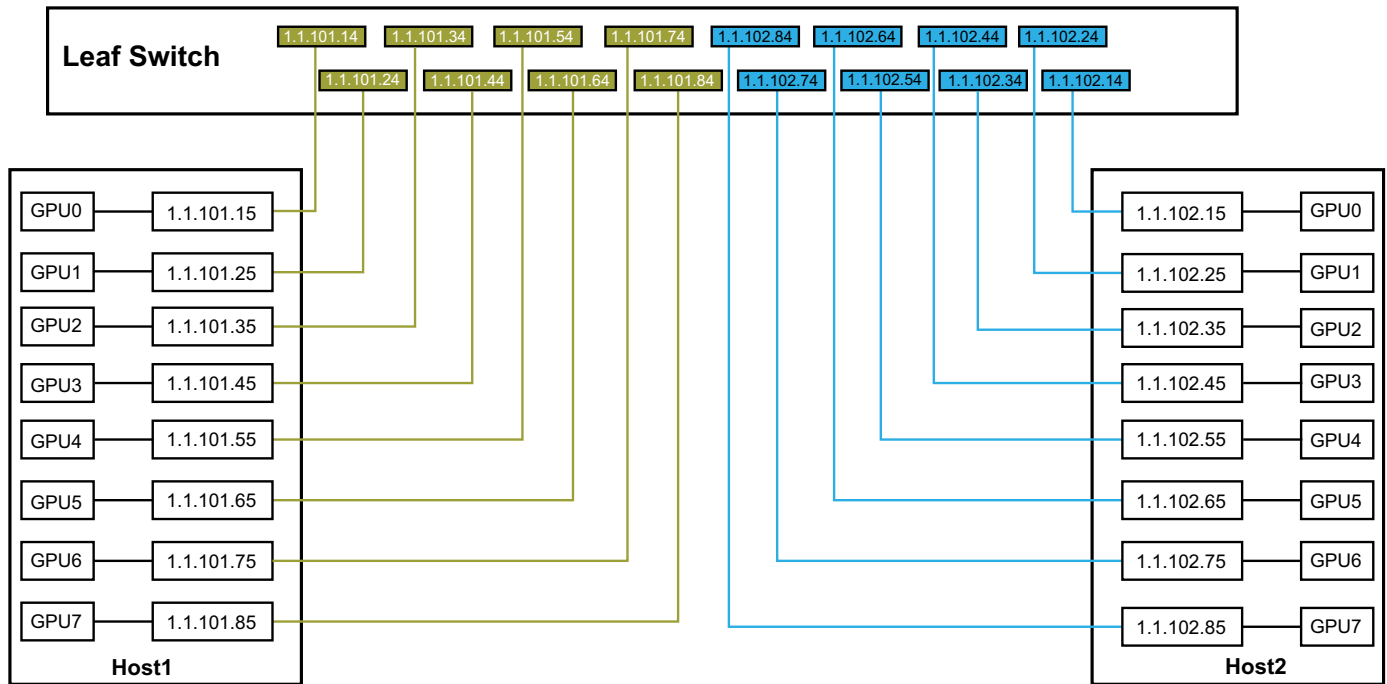 Leaf Switch
1.1.101.14 1.1.101.34 1.1.101.54 1.1.101.74 1.1.102.84 1.1.102.64 1.1.102.44 1.1.102.24
1.1.101.24 1.1.101.44 1.1.101.64 1.1.101.84 1.1.102.74 1.1.102.54 1.1.102.34 1.1.102.14
GPU0 1.1.101.15
GPU1 1.1.101.25
GPU2 1.1.101.35
GPU3 1.1.101.45
GPU4 1.1.101.55
GPU5 1.1.101.65
GPU6 1.1.101.75
GPU7 1.1.101.85
Host1
1.1.102.15 GPU0
1.1.102.25 GPU1
1.1.102.35 GPU2
1.1.102.45 GPU3
1.1.102.55 GPU4
1.1.102.65 GPU5
1.1.102.75 GPU6
1.1.102.85 GPU7
Host2